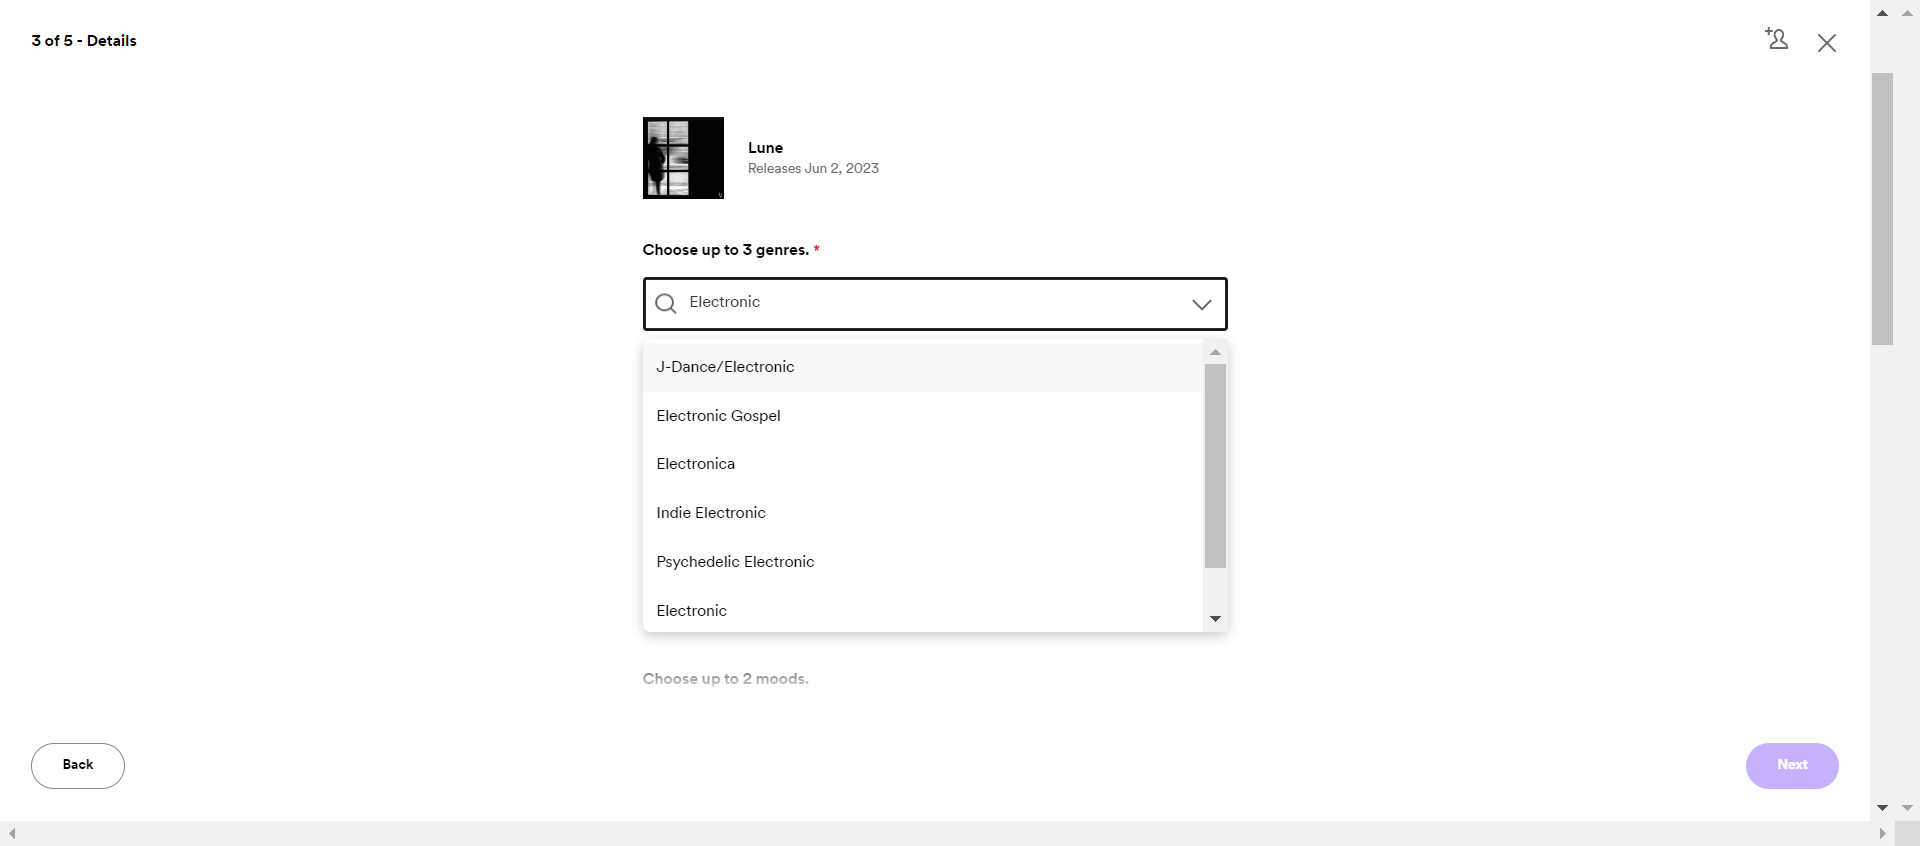 3 of 5 - Details
Lune
Releases Jun 2, 2023
Choose up to 3 genres. *
Electronic
J-Dance/Electronic
Electronic Gospel
Electronica
Indie Electronic
Psychedelic Electronic
Electronic
Choose up to 2 moods.
Back
Next